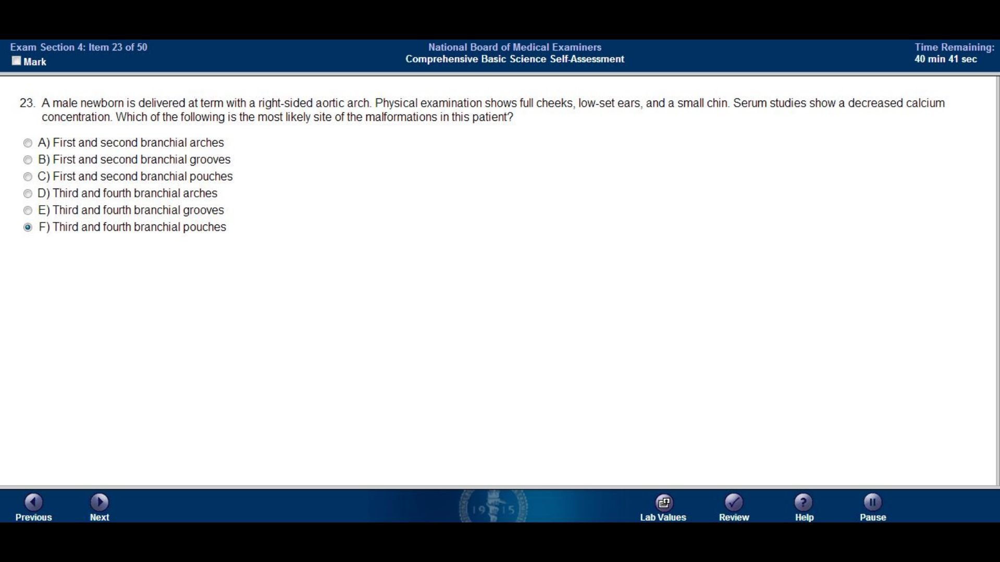 Exam Section 4: Item 23 of 50
National Board of Medical Examiners
Time Remaining:
Mark
Comprehensive Basic Science Self-Assessment
40 min 41 sec
23. A male newborn is delivered at term with a right-sided aortic arch. Physical examination shows full cheeks, low-set ears, and a small chin. Serum studies show a decreased calcium
concentration. Which of the following is the most likely site of the malformations in this patient?
A) First and second branchial arches
B) First and second branchial grooves
C) First and second branchial pouches
D) Third and fourth branchial arches
E) Third and fourth branchial grooves
F) Third and fourth branchial pouches
1915
Previous
Next
Lab Values
Review
Help
Pause